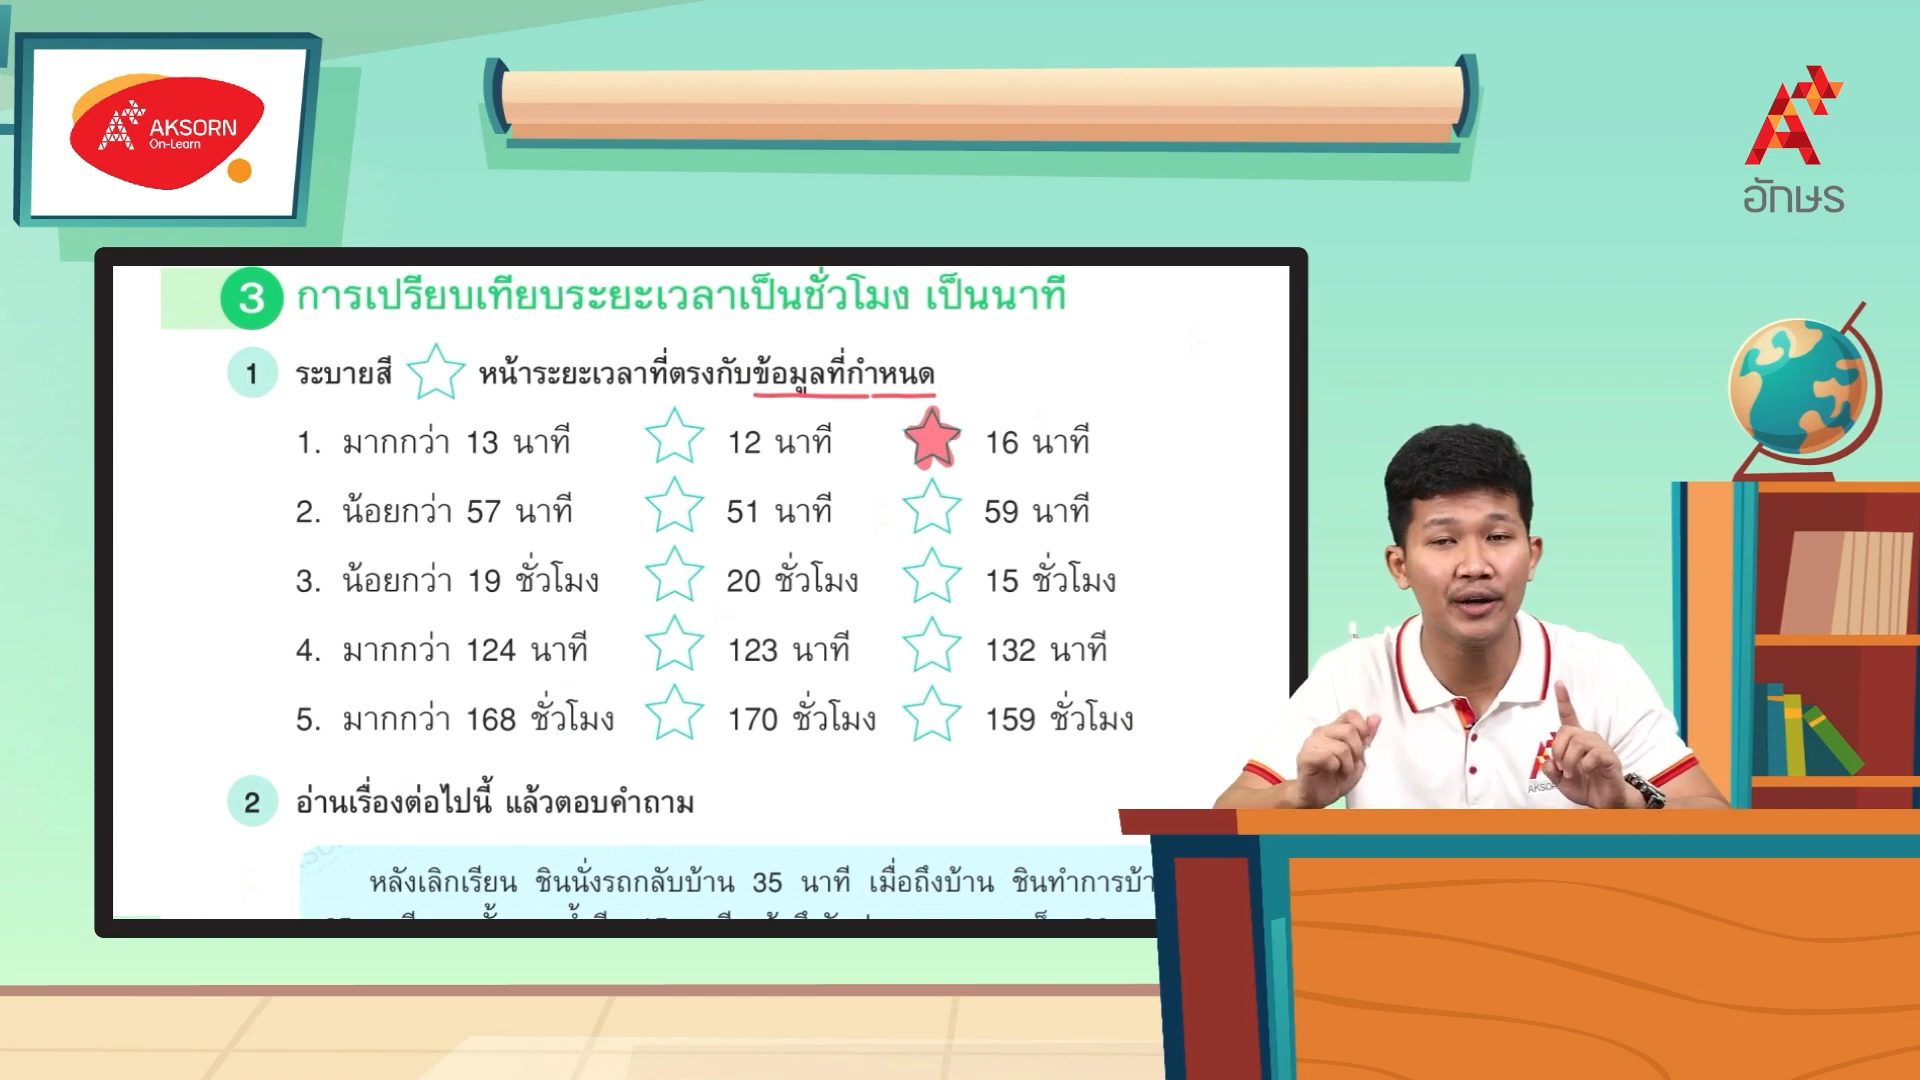 AKSORN
On-Learn
อักษร
3 การเปรียบเทียบระยะเวลาเป็นชั่วโมง เป็นนาที
1 ระบายสี หน้าระยะเวลาที่ตรงกับข้อมูลที่กำหนด
1. มากกว่า 13 นาที 12 นาที 16 นาที
2. น้อยกว่า 57 นาที 51 นาที 59 นาที
3. น้อยกว่า 19 ชั่วโมง 20 ชั่วโมง 15 ชั่วโมง
4. มากกว่า 124 นาที 123 นาที 132 นาที
5. มากกว่า 168 ชั่วโมง 170 ชั่วโมง 159 ชั่วโมง
2 อ่านเรื่องต่อไปนี้ แล้วตอบคำถาม
หลังเลิกเรียน ชินนั่งรถกลับบ้าน 35 นาที เมื่อถึงบ้าน ชินทำการบ้า